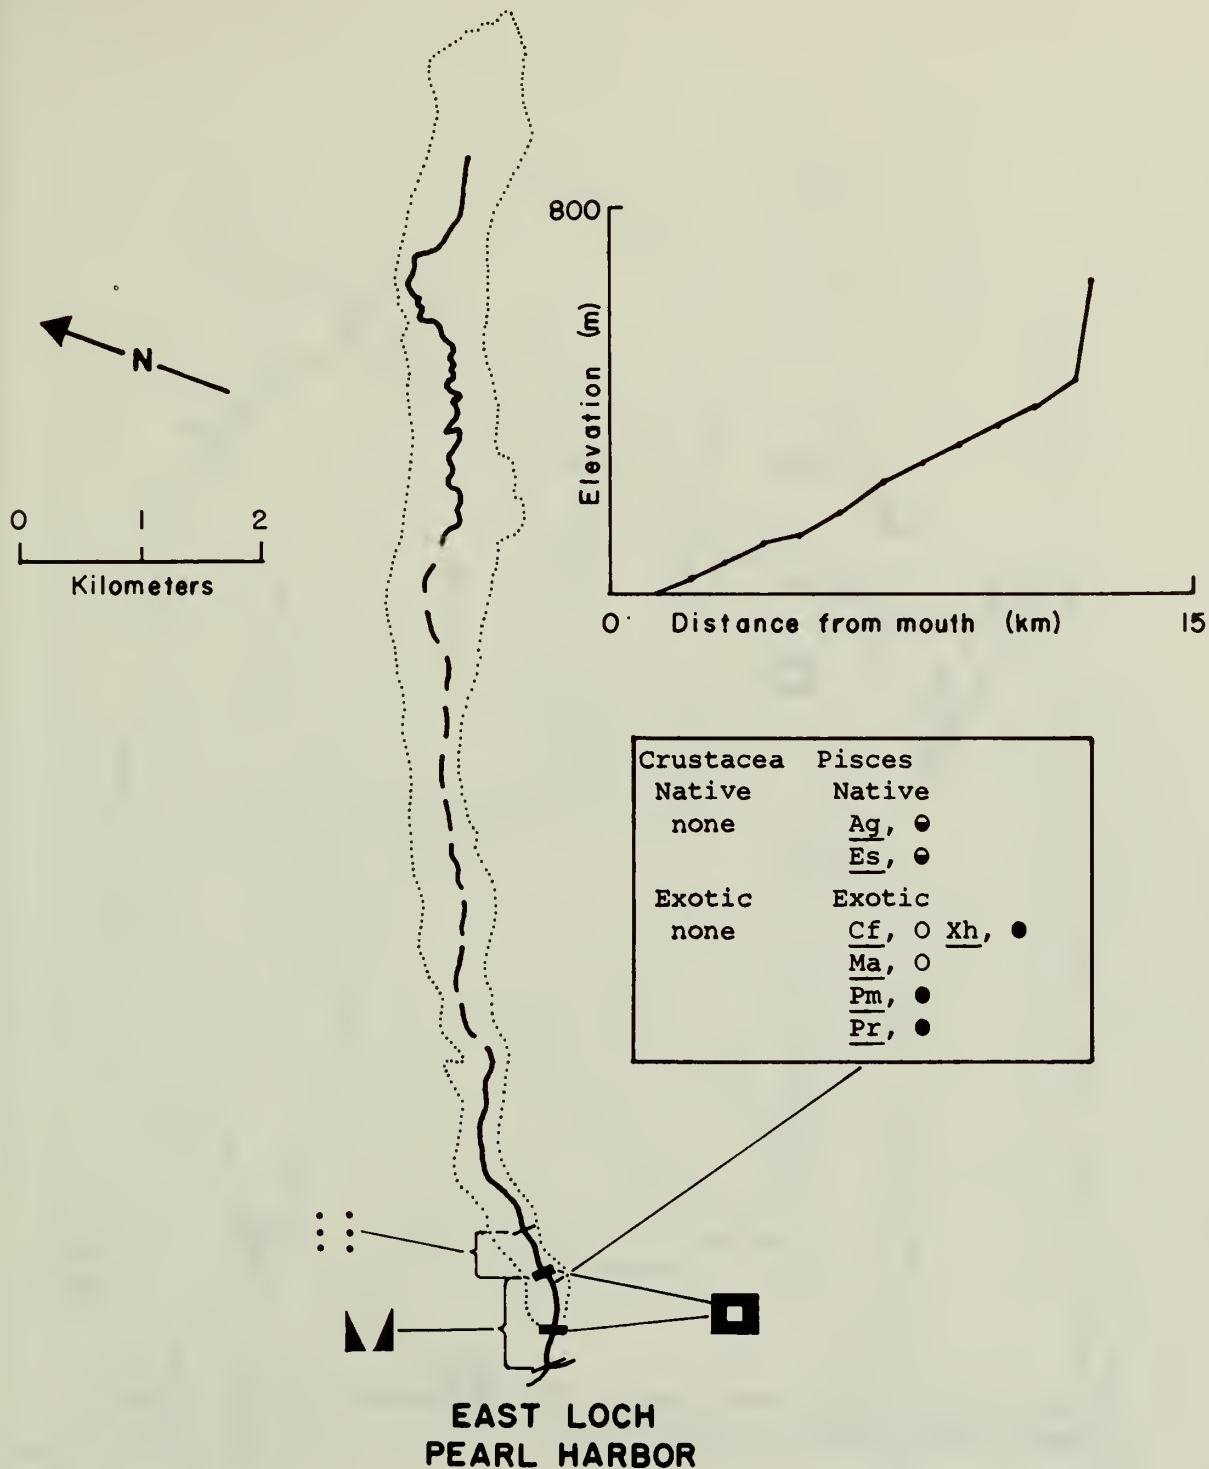 800
Elevation (m)
N
0 1 2
Kilometers
0 Distance from mouth (km) 15
Crustacea Pisces
Native Native
none Ag, ◒
Es, ◒
Exotic Exotic
none Cf, ○ Xh, ●
Ma, ○
Pm, ●
Pr, ●
EAST LOCH
PEARL HARBOR